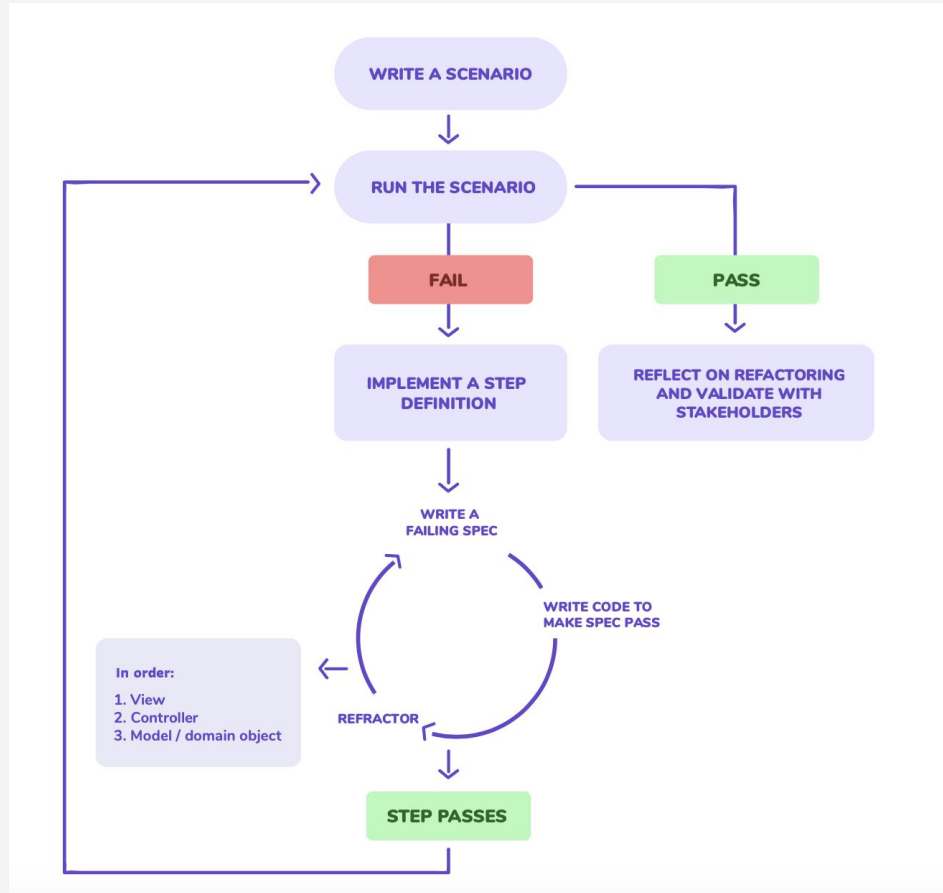 WRITE A SCENARIO
RUN THE SCENARIO
FAIL
PASS
IMPLEMENT A STEP
DEFINITION
REFLECT ON REFACTORING
AND VALIDATE WITH
STAKEHOLDERS
WRITE A
FAILING SPEC
WRITE CODE TO
MAKE SPEC PASS
In order:
1. View
2. Controller
3. Model / domain object
REFRACTOR
STEP PASSES